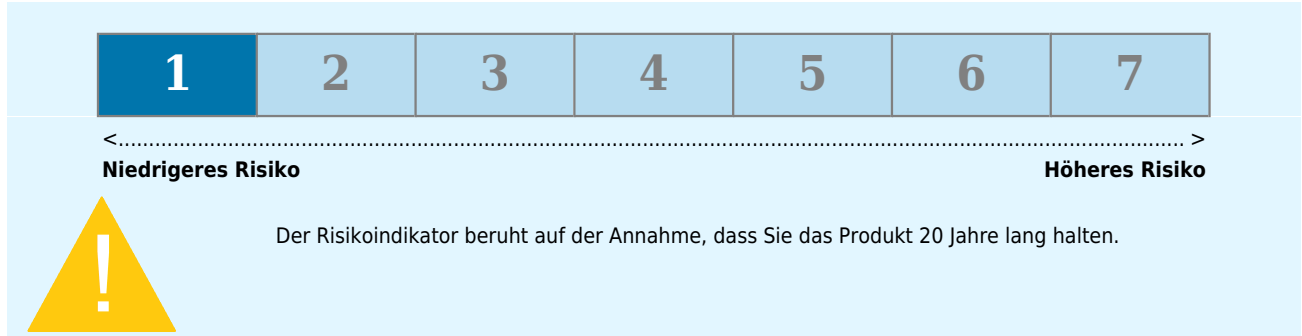 1 2 3 4 5 6 7
<.................................................................................................................................................................................... >
Niedrigeres Risiko Höheres Risiko
! Der Risikoindikator beruht auf der Annahme, dass Sie das Produkt 20 Jahre lang halten.